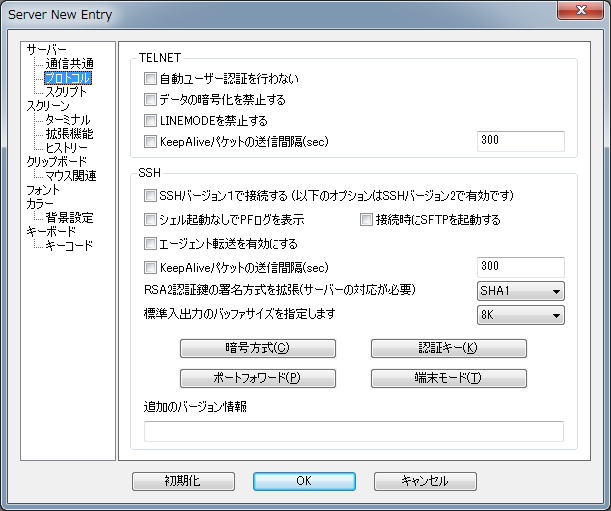 Server New Entry
サーバー
通信共通
プロトコル
スクリプト
スクリーン
ターミナル
拡張機能
ヒストリー
クリップボード
マウス関連
フォント
カラー
背景設定
キーボード
キーコード
TELNET
自動ユーザー認証を行わない
データの暗号化を禁止する
LINEMODEを禁止する
KeepAliveパケットの送信間隔(sec) 300
SSH
SSHバージョン1で接続する (以下のオプションはSSHバージョン2で有効です)
シェル起動なしでPFログを表示 接続時にSFTPを起動する
エージェント転送を有効にする
KeepAliveパケットの送信間隔(sec) 300
RSA2認証鍵の署名方式を拡張(サーバーの対応が必要) SHA1
標準入出力のバッファサイズを指定します 8K
暗号方式(C) 認証キー(K)
ポートフォワード(P) 端末モード(T)
追加のバージョン情報
初期化 OK キャンセル